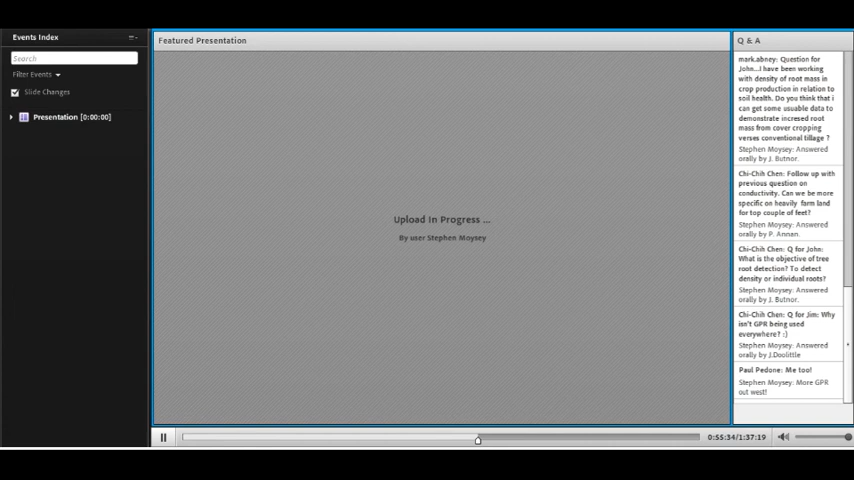 Events Index
Search
Filter Events
Slide Changes
Presentation [0:00:00]
Featured Presentation
Upload In Progress ...
By user Stephen Moysey
Q & A
mark.abney: Question for
John...I have been working
with density of root mass in
crop production in relation to
soil health. Do you think that i
can get some usuable data to
demonstrate incresed root
mass from cover cropping
verses conventional tillage ?
Stephen Moysey: Answered
orally by J. Butnor.
Chi-Chih Chen: Follow up with
previous question on
conductivity. Can we be more
specific on heavily  farm land
for top couple of feet?
Stephen Moysey: Answered
orally by P. Annan.
Chi-Chih Chen: Q for John:
What is the objective of tree
root detection? To detect
density or individual roots?
Stephen Moysey: Answered
orally by J. Butnor.
Chi-Chih Chen: Q for Jim: Why
isn't GPR being used
everywhere? :)
Stephen Moysey: Answered
orally by J.Doolittle
Paul Pedone: Me too!
Stephen Moysey: More GPR
out west!
0:55:34/1:37:19